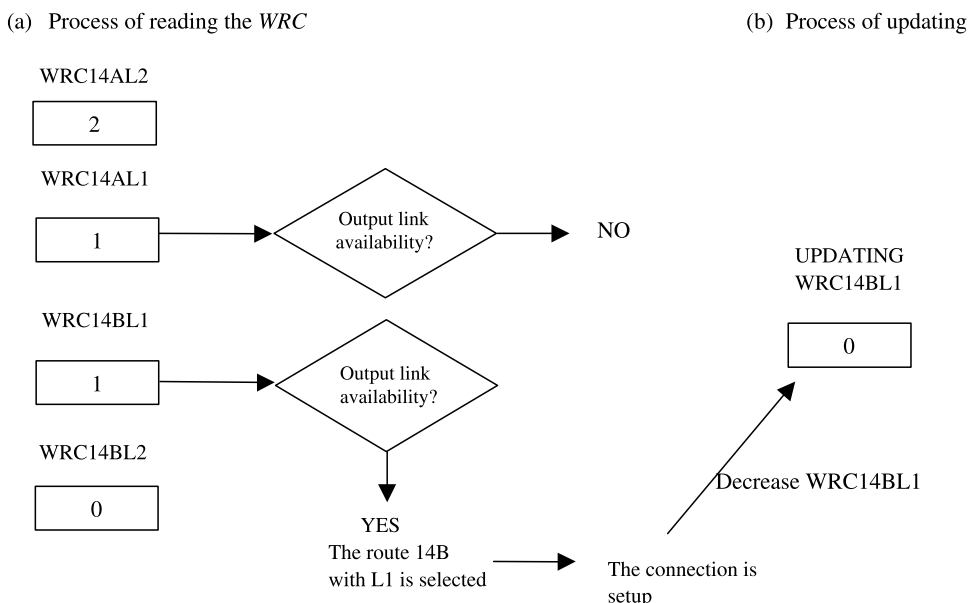 (a) Process of reading the WRC
(b) Process of updating
WRC14AL2
2
WRC14AL1
1
Output link
availability?
NO
WRC14BL1
1
Output link
availability?
WRC14BL2
0
YES
The route 14B
with L1 is selected
The connection is
setup
Decrease WRC14BL1
UPDATING
WRC14BL1
0